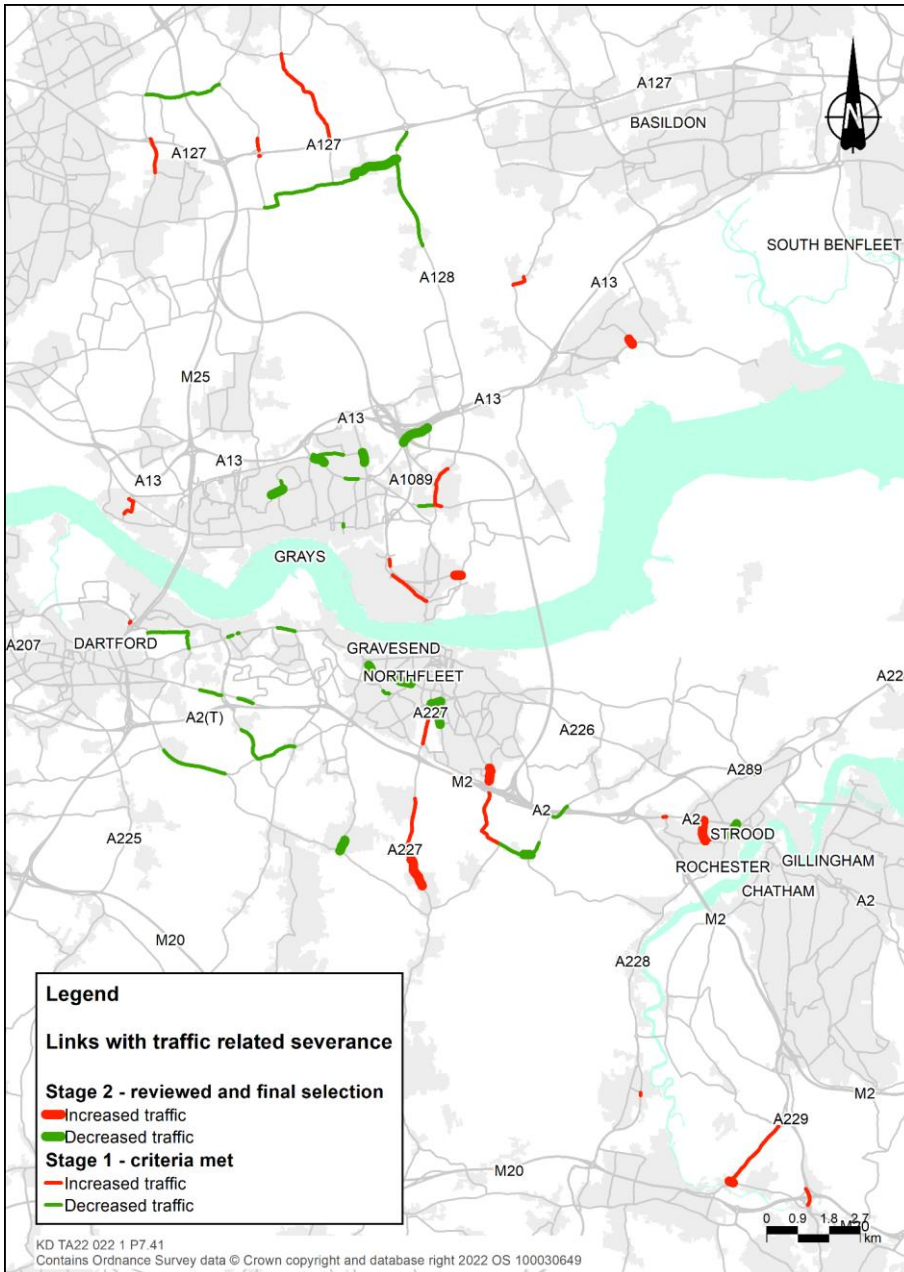 A127
BASILDON
N
A127
A127
SOUTH BENFLEET
A128
A13
M25
A13
A13
A13
A13
A1089
GRAYS
DARTFORD
A207
GRAVESEND
NORTHFLEET
A22
A227
A2(T)
A226
M2
A289
A2
A2
STROOD
A225
A227
ROCHESTER
GILLINGHAM
CHATHAM
A2
M20
M2
A228
Legend
Links with traffic related severance
Stage 2 - reviewed and final selection
Increased traffic
Decreased traffic
Stage 1 - criteria met
Increased traffic
Decreased traffic
M2
A229
M20
0 0.9 1.8 2.7
km
M20
KD TA22 022 1 P7.41
Contains Ordnance Survey data © Crown copyright and database right 2022 OS 100030649